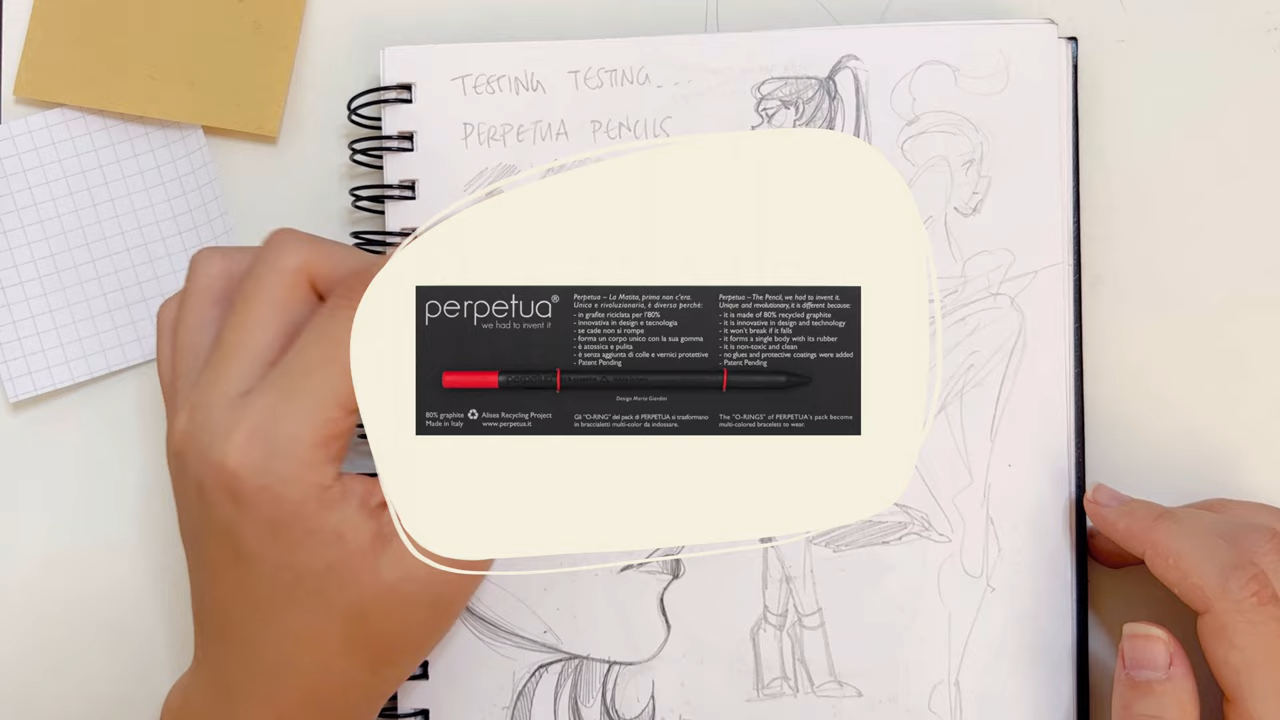 TESTING TESTING...
PERPETUA PENCILS
perpetua®
we had to invent it
Perpetua – La Matita, prima non c'era.
Unica e rivoluzionaria, è diversa perché:
- in grafite riciclata per l'80%
- innovativa in design e tecnologia
- se cade non si rompe
- forma un corpo unico con la sua gomma
- è atossica e pulita
- è senza aggiunta di colle e vernici protettive
- Patent Pending
Perpetua – The Pencil, we had to invent it.
Unique and revolutionary, it is different because:
- it is made of 80% recycled graphite
- it is innovative in design and technology
- it won't break if it falls
- it forms a single body with its rubber
- it is non-toxic and clean
- no glues and protective coatings were added
- Patent Pending
perpetua
Design Marta Giardini
80% graphite
Made in Italy
Alisea Recycling Project
www.perpetua.it
Gli "O-RING" del pack di PERPETUA si trasformano
in braccialetti multi-color da indossare.
The "O-RINGS" of PERPETUA's pack become
multi-colored bracelets to wear.